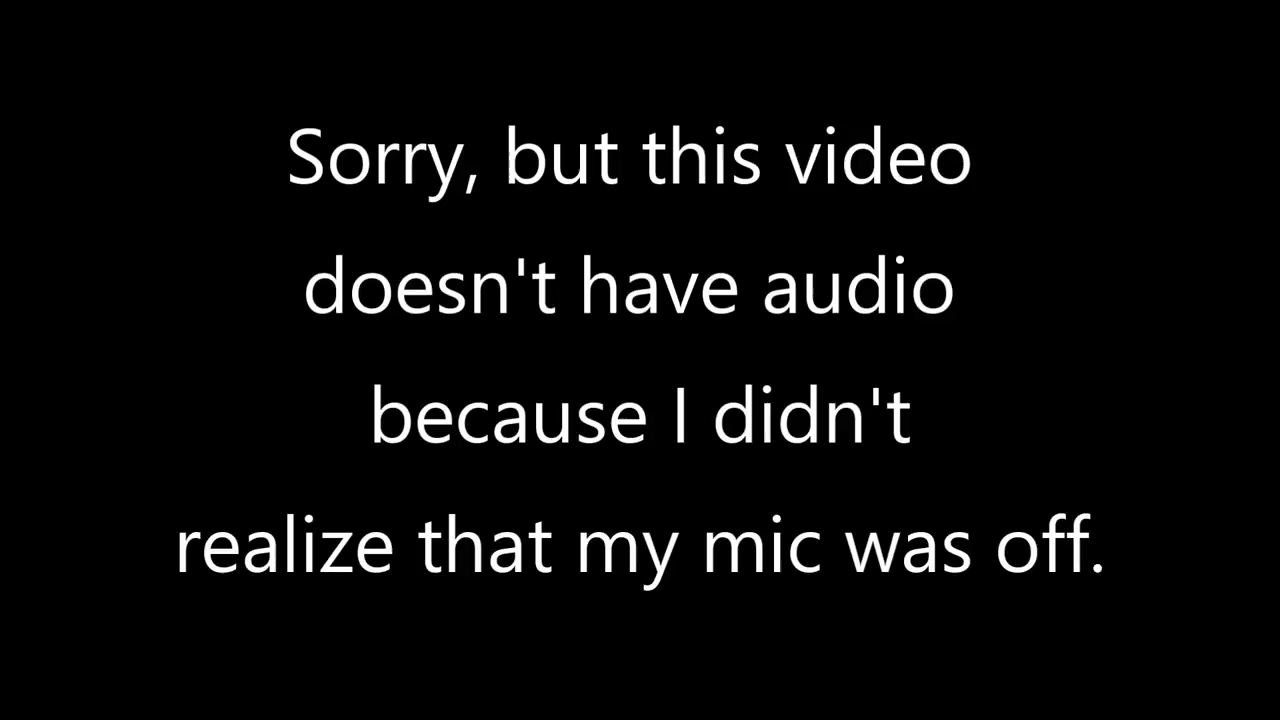 Sorry, but this video
doesn't have audio
because I didn't
realize that my mic was off.